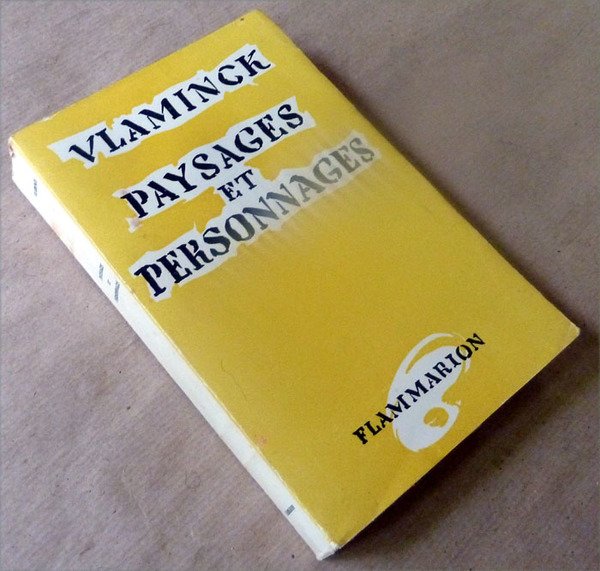 VLAMINCK
PAYSAGES
ET
PERSONNAGES
FLAMMARION